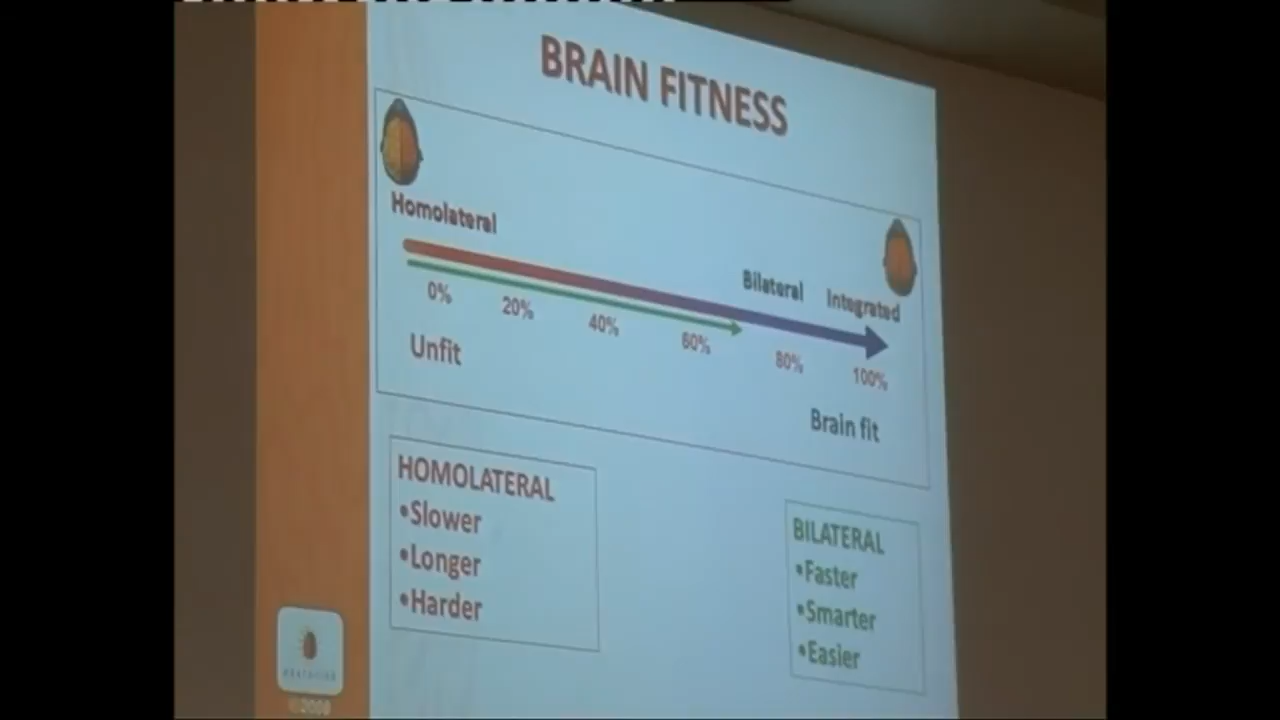 BRAIN FITNESS
Homolateral
Bilateral
Integrated
0%
20%
40%
60%
80%
100%
Unfit
Brain fit
HOMOLATERAL
•Slower
•Longer
•Harder
BILATERAL
•Faster
•Smarter
•Easier